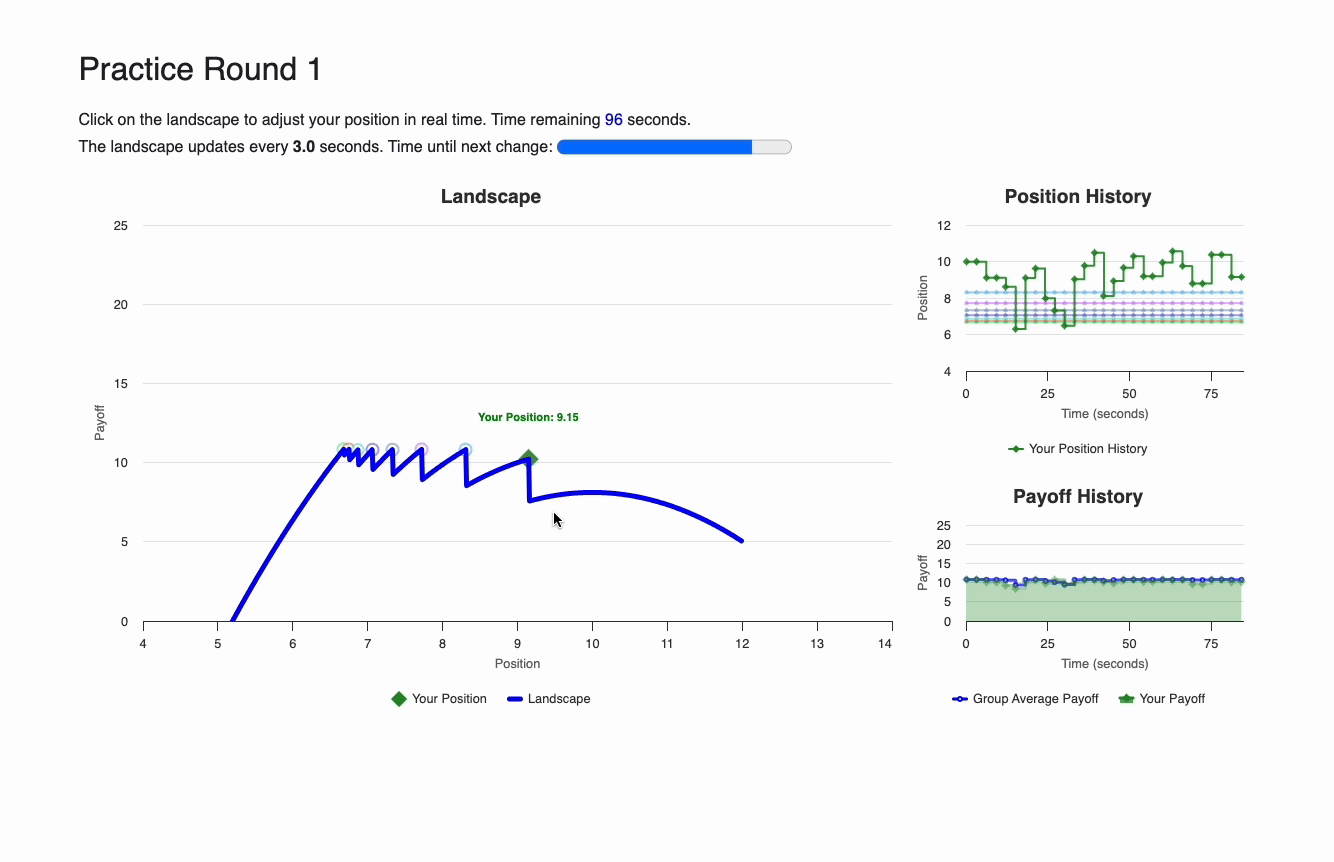 Practice Round 1
Click on the landscape to adjust your position in real time. Time remaining 96 seconds.
The landscape updates every 3.0 seconds. Time until next change:
Landscape
25
20
15
10
5
0
Payoff
Your Position: 9.15
4 5 6 7 8 9 10 11 12 13 14
Position
Your Position Landscape
Position History
12
10
8
6
4
Position
0 25 50 75
Time (seconds)
Your Position History
Payoff History
25
20
15
10
5
0
Payoff
0 25 50 75
Time (seconds)
Group Average Payoff Your Payoff